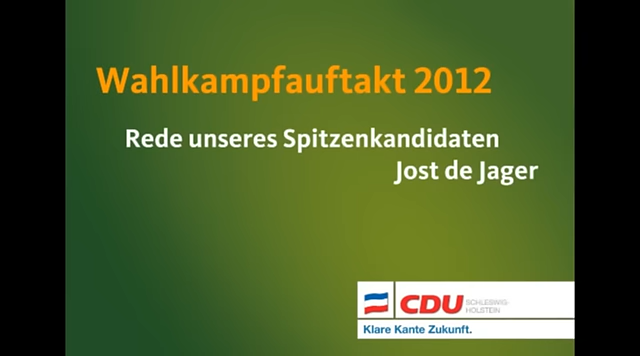 Wahlkampfauftakt 2012
Rede unseres Spitzenkandidaten
Jost de Jager
CDU
SCHLESWIG-
HOLSTEIN
Klare Kante Zukunft.